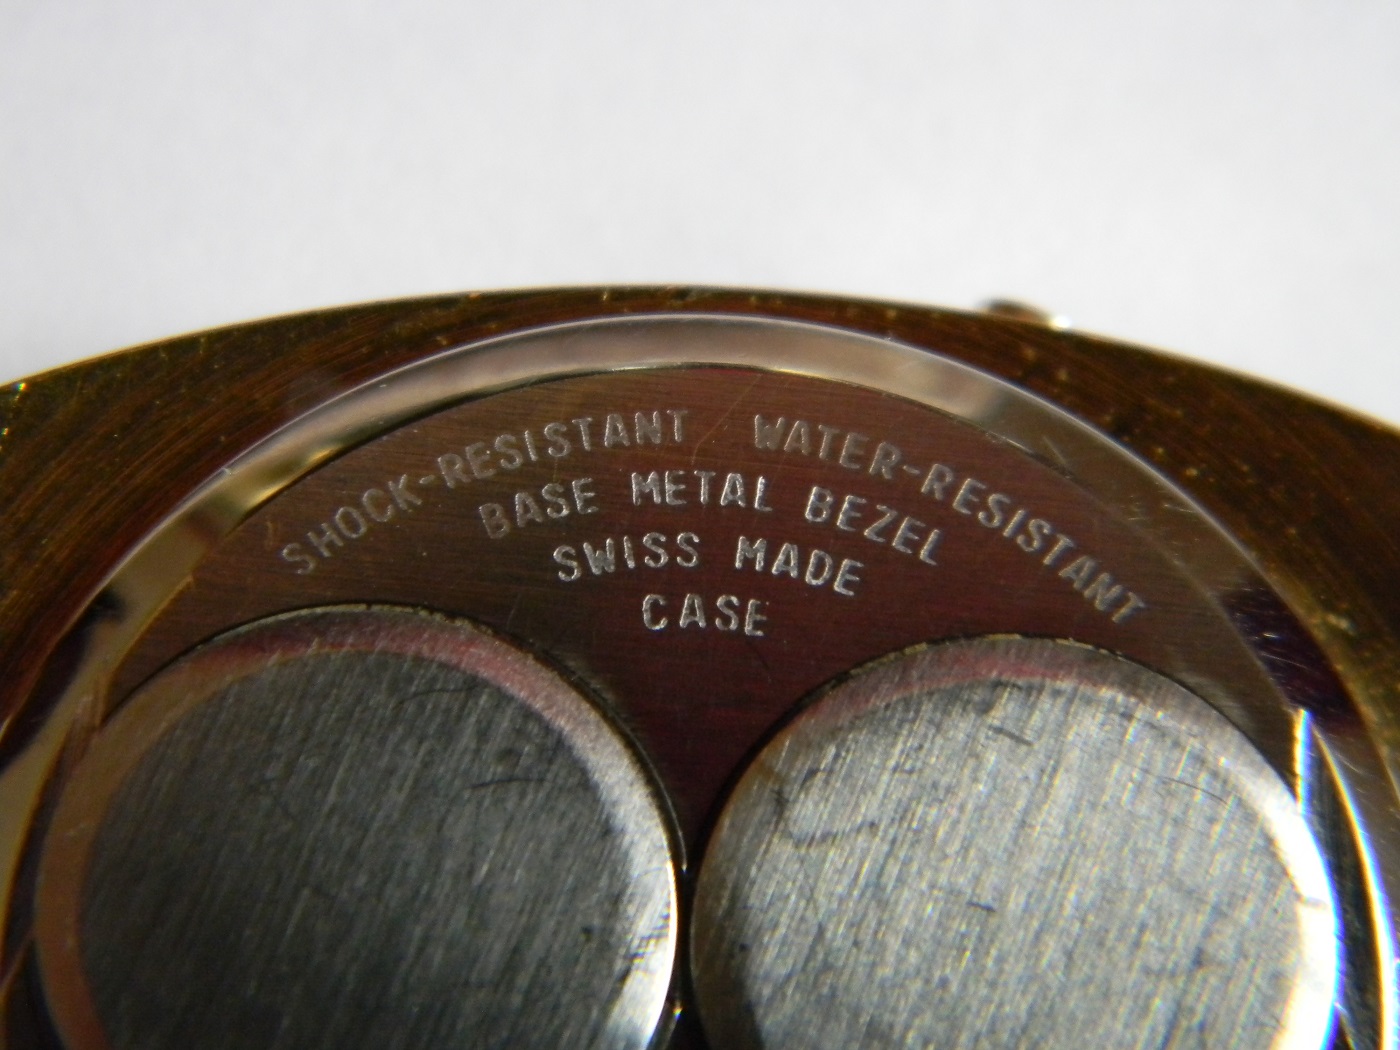 SHOCK-RESISTANT WATER-RESISTANT
BASE METAL BEZEL
SWISS MADE
CASE